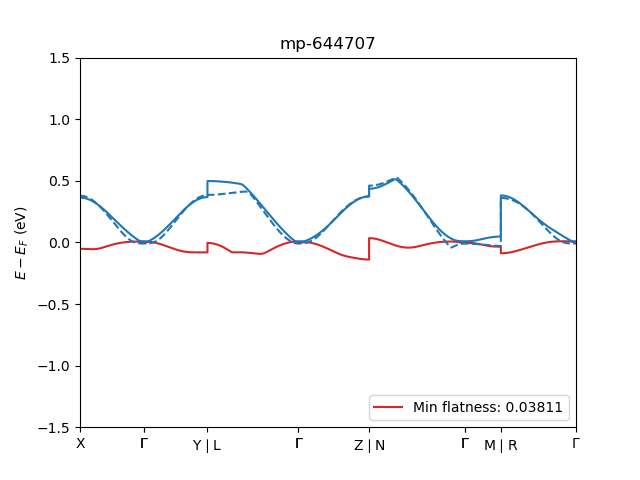 mp-644707
1.5
1.0
0.5
0.0
−0.5
−1.0
−1.5
E − E_F (eV)
Min flatness: 0.03811
X Γ Y | L Γ Z | N Γ M | R Γ